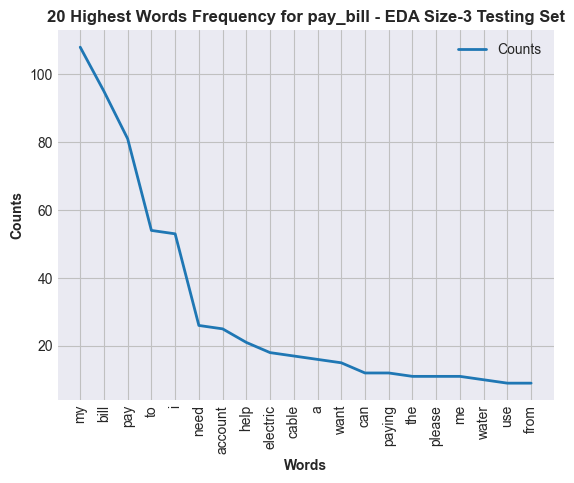 20 Highest Words Frequency for pay_bill - EDA Size-3 Testing Set
Counts
100
80
60
40
20
Counts
my
bill
pay
to
i
need
account
help
electric
cable
a
want
can
paying
the
please
me
water
use
from
Words